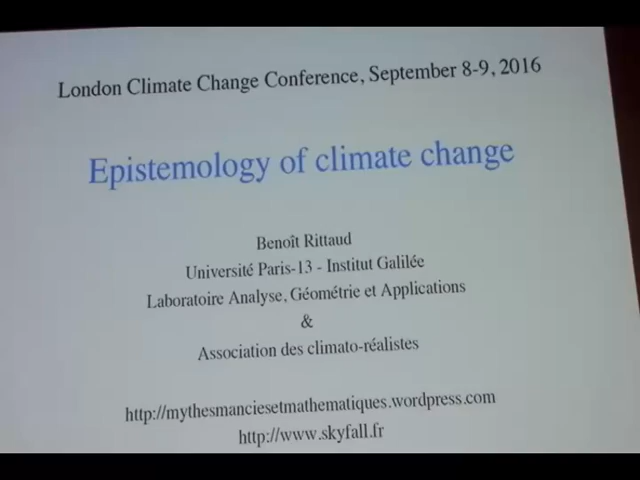 London Climate Change Conference, September 8-9, 2016
Epistemology of climate change
Benoît Rittaud
Université Paris-13 - Institut Galilée
Laboratoire Analyse, Géométrie et Applications
&
Association des climato-réalistes
http://mythesmanciesetmathematiques.wordpress.com
http://www.skyfall.fr